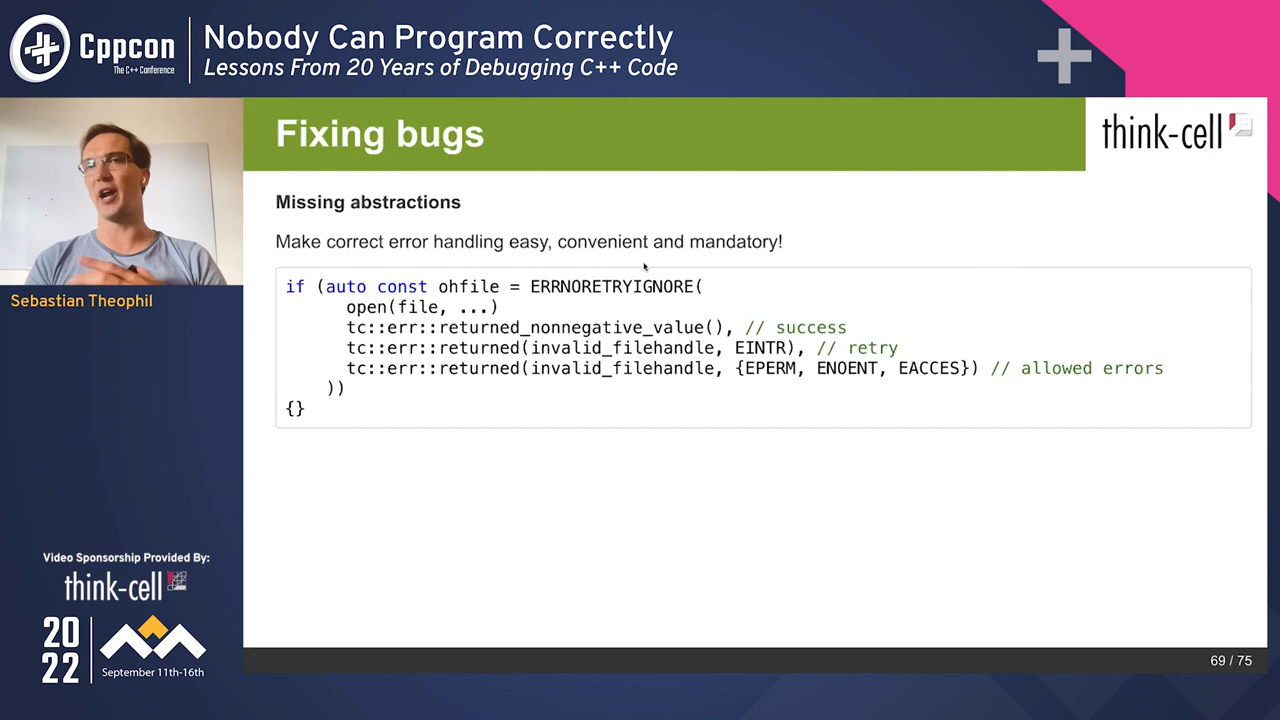 Cppcon
The C++ Conference
Nobody Can Program Correctly
Lessons From 20 Years of Debugging C++ Code
Fixing bugs
think-cell
Missing abstractions
Make correct error handling easy, convenient and mandatory!
if (auto const ohfile = ERRNORETRYIGNORE(
open(file, ...)
tc::err::returned_nonnegative_value(), // success
tc::err::returned(invalid_filehandle, EINTR), // retry
tc::err::returned(invalid_filehandle, {EPERM, ENOENT, EACCES}) // allowed errors
))
{}
Sebastian Theophil
Video Sponsorship Provided By:
think-cell
20
22
September 11th-16th
69 / 75